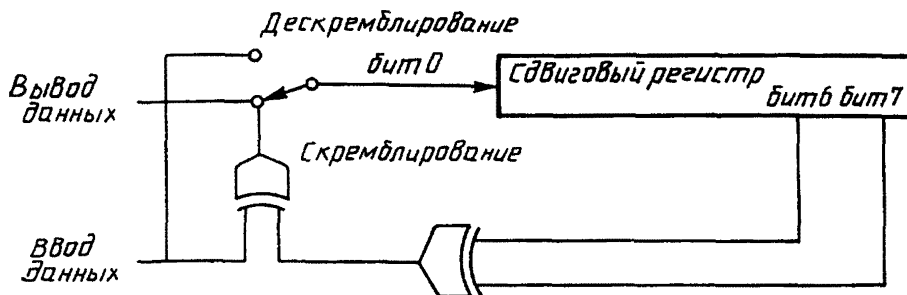 Дескремблирование
бит 0
Сдвиговый регистр
бит6 бит7
Вывод
данных
Скремблирование
Ввод
данных